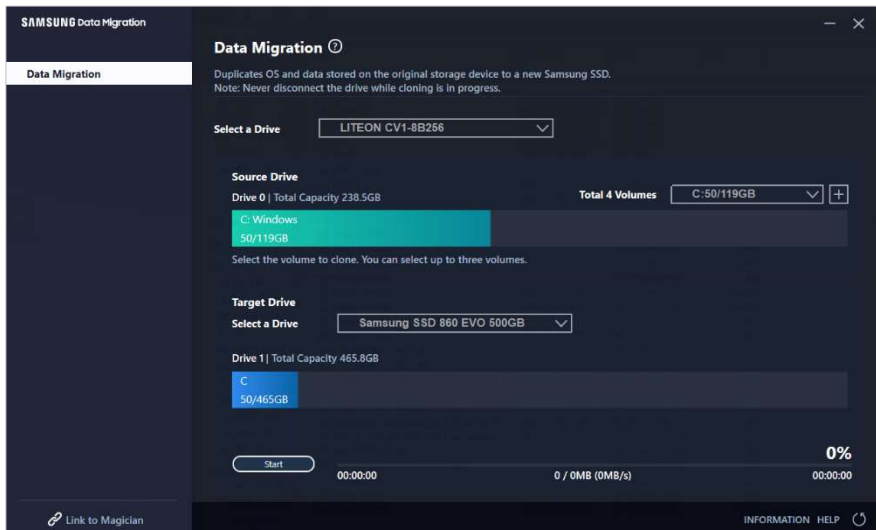 SAMSUNG Data Migration
Data Migration
Data Migration
Duplicates OS and data stored on the original storage device to a new Samsung SSD.
Note: Never disconnect the drive while cloning is in progress.
Select a Drive LITEON CV1-8B256
Source Drive
Drive 0 | Total Capacity 238.5GB Total 4 Volumes C:50/119GB
C: Windows
50/119GB
Select the volume to clone. You can select up to three volumes.
Target Drive
Select a Drive Samsung SSD 860 EVO 500GB
Drive 1 | Total Capacity 465.8GB
C
50/465GB
0%
Start
00:00:00 0 / 0MB (0MB/s) 00:00:00
Link to Magician INFORMATION HELP